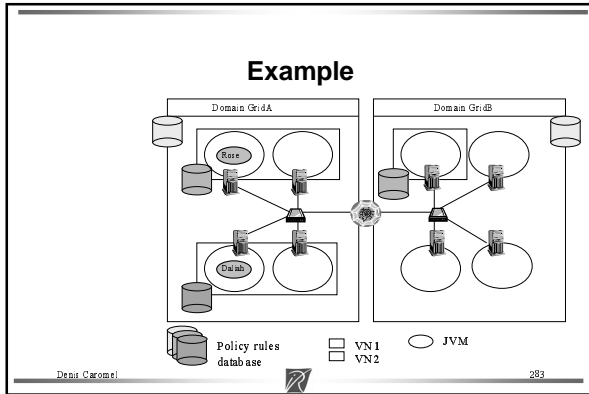 Example
Domain GridA
Domain GridB
Rose
Daliah
Policy rules
database
VN1
VN2
JVM
Denis Caromel
283